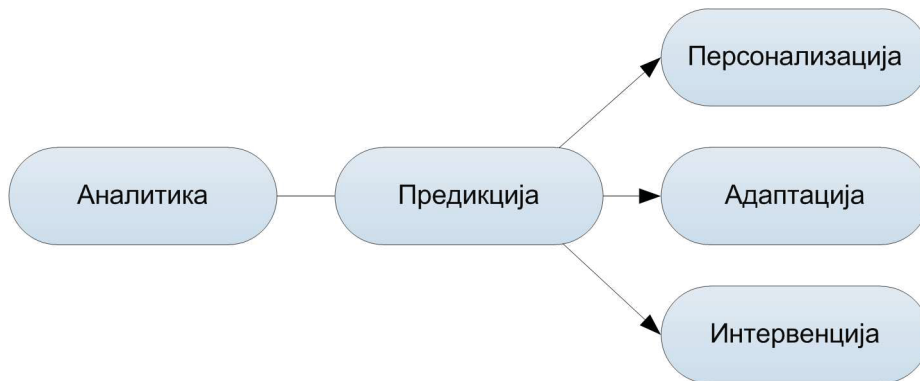 Аналитика
Предикција
Персонализација
Адаптација
Интервенција